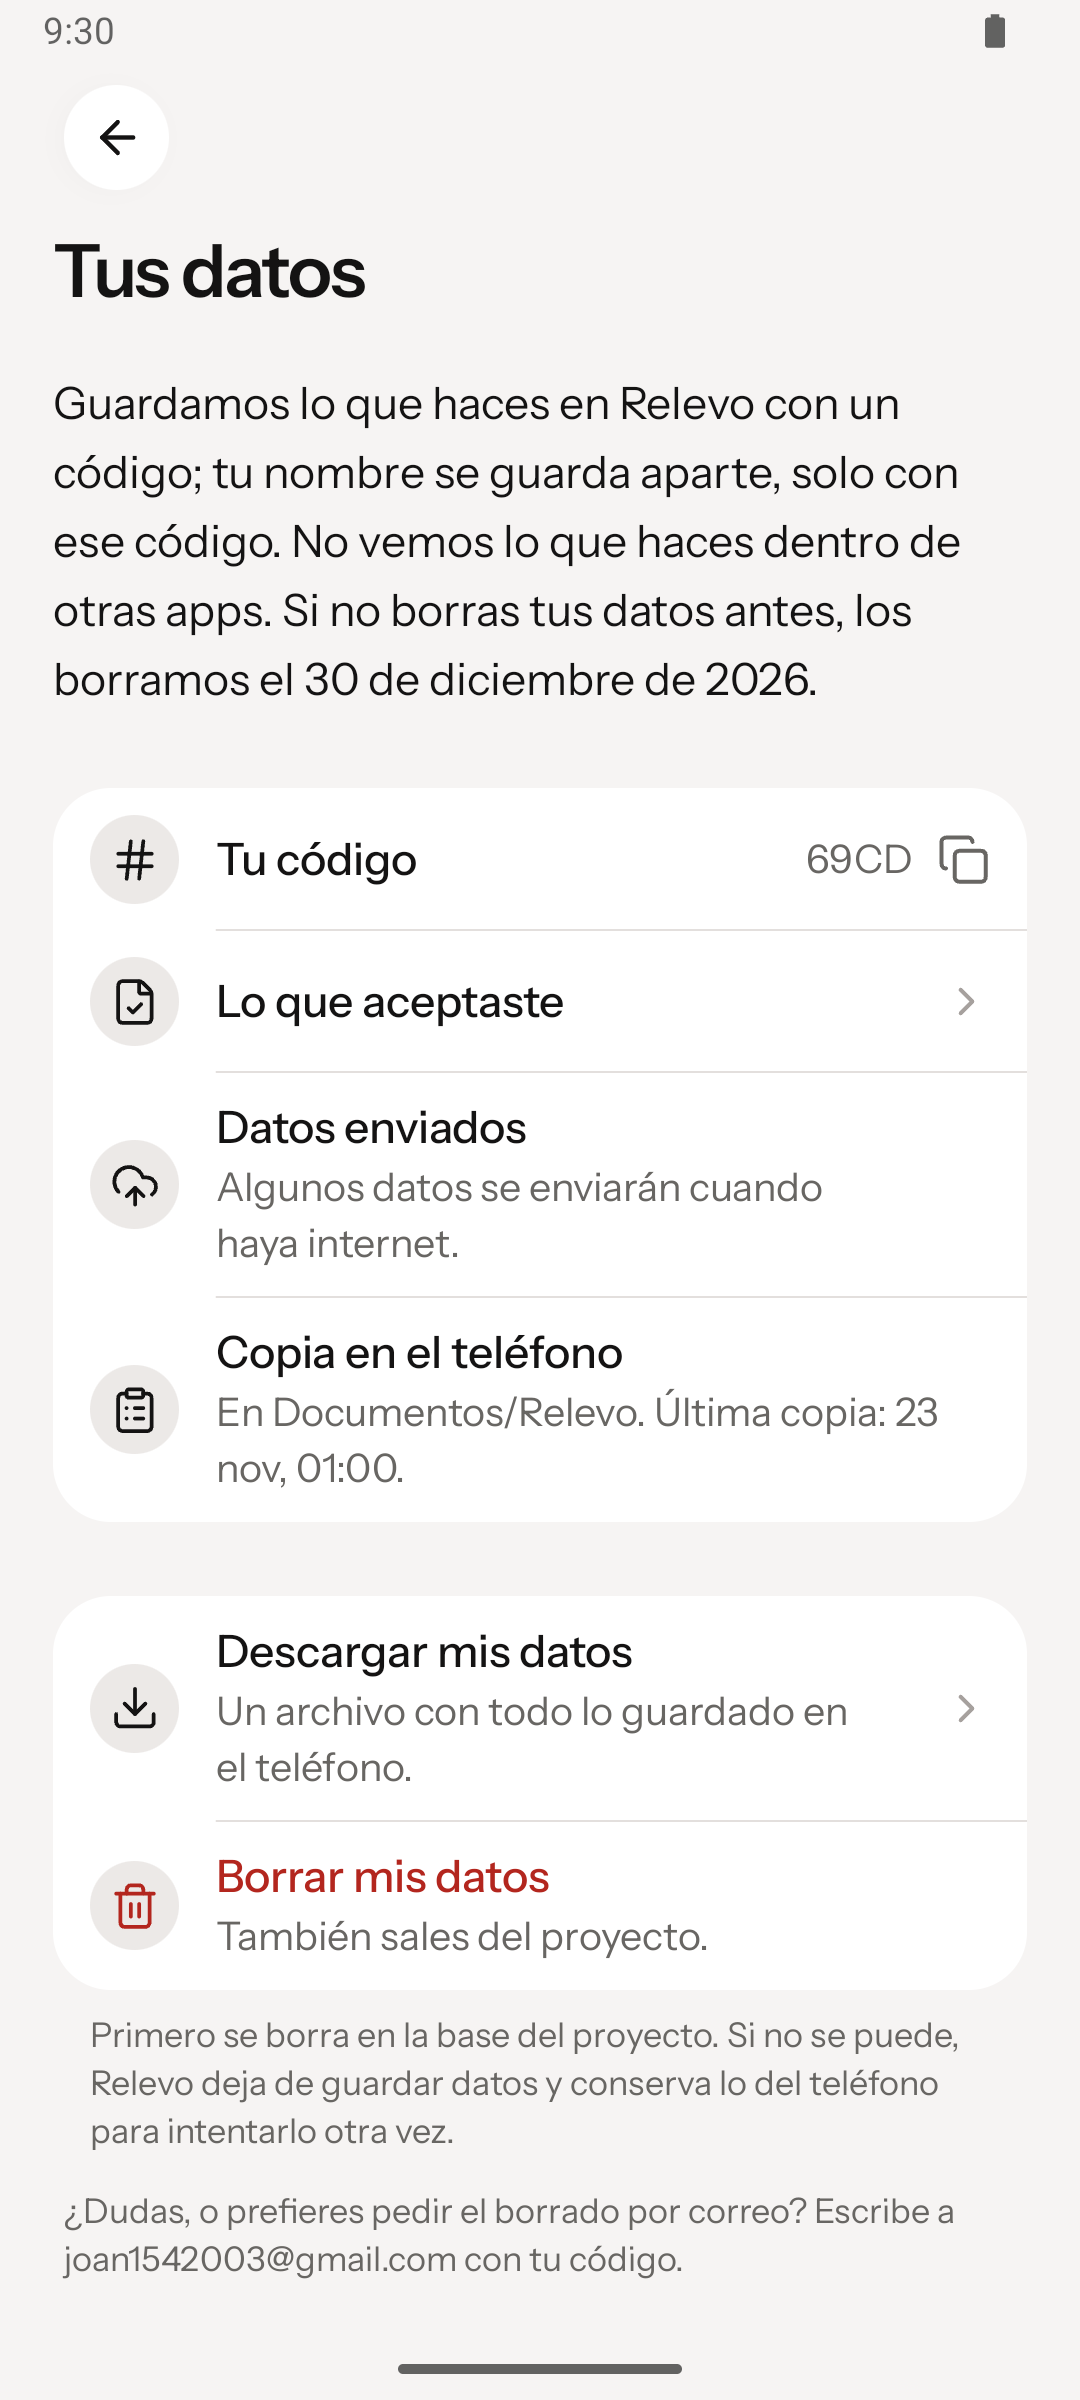 9:30
Tus datos
Guardamos lo que haces en Relevo con un
código; tu nombre se guarda aparte, solo con
ese código. No vemos lo que haces dentro de
otras apps. Si no borras tus datos antes, los
borramos el 30 de diciembre de 2026.
Tu código 69CD
Lo que aceptaste
Datos enviados
Algunos datos se enviarán cuando
haya internet.
Copia en el teléfono
En Documentos/Relevo. Última copia: 23
nov, 01:00.
Descargar mis datos
Un archivo con todo lo guardado en
el teléfono.
Borrar mis datos
También sales del proyecto.
Primero se borra en la base del proyecto. Si no se puede,
Relevo deja de guardar datos y conserva lo del teléfono
para intentarlo otra vez.
¿Dudas, o prefieres pedir el borrado por correo? Escribe a
joan1542003@gmail.com con tu código.